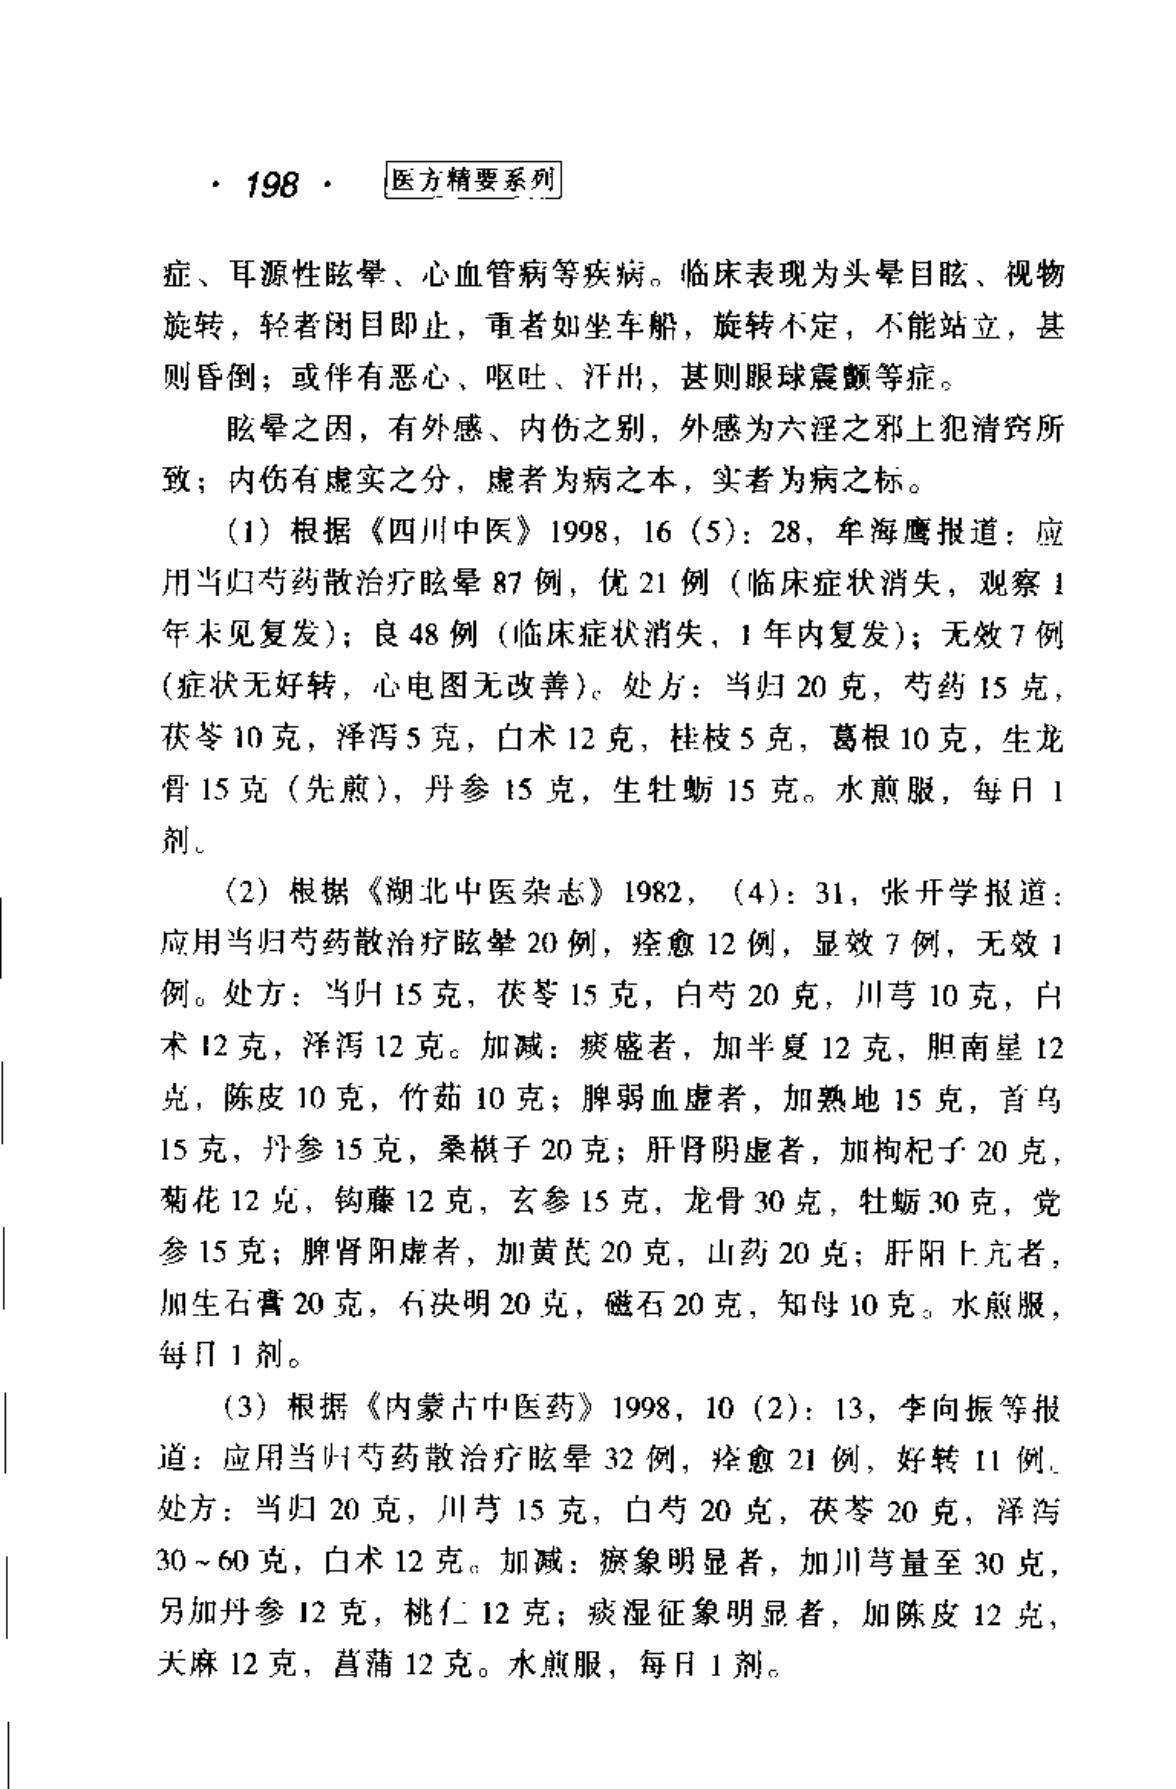 · 198 · 医方精要系列
症、耳源性眩晕、心血管病等疾病。临床表现为头晕目眩、视物
旋转，轻者闭目即止，重者如坐车船，旋转不定，不能站立，甚
则昏倒；或伴有恶心、呕吐、汗出，甚则眼球震颤等症。
眩晕之因，有外感、内伤之别，外感为六淫之邪上犯清窍所
致；内伤有虚实之分，虚者为病之本，实者为病之标。
(1) 根据《四川中医》1998，16（5）：28，牟海鹰报道：应
用当归芍药散治疗眩晕 87 例，优 21 例（临床症状消失，观察 1
年未见复发）；良 48 例（临床症状消失，1 年内复发）；无效 7 例
（症状无好转，心电图无改善）。处方：当归 20 克，芍药 15 克，
茯苓 10 克，泽泻 5 克，白术 12 克，桂枝 5 克，葛根 10 克，生龙
骨 15 克（先煎），丹参 15 克，生牡蛎 15 克。水煎服，每日 1
剂。
(2) 根据《湖北中医杂志》1982，（4）：31，张开学报道：
应用当归芍药散治疗眩晕 20 例，痊愈 12 例，显效 7 例，无效 1
例。处方：当归 15 克，茯苓 15 克，白芍 20 克，川芎 10 克，白
术 12 克，泽泻 12 克。加减：痰盛者，加半夏 12 克，胆南星 12
克，陈皮 10 克，竹茹 10 克；脾弱血虚者，加熟地 15 克，首乌
15 克，丹参 15 克，桑椹子 20 克；肝肾阴虚者，加枸杞子 20 克，
菊花 12 克，钩藤 12 克，玄参 15 克，龙骨 30 克，牡蛎 30 克，党
参 15 克；脾肾阳虚者，加黄芪 20 克，山药 20 克；肝阳上亢者，
加生石膏 20 克，石决明 20 克，磁石 20 克，知母 10 克。水煎服，
每日 1 剂。
(3) 根据《内蒙古中医药》1998，10（2）：13，李向振等报
道：应用当归芍药散治疗眩晕 32 例，痊愈 21 例，好转 11 例。
处方：当归 20 克，川芎 15 克，白芍 20 克，茯苓 20 克，泽泻
30～60 克，白术 12 克。加减：瘀象明显者，加川芎量至 30 克，
另加丹参 12 克，桃仁 12 克；痰湿征象明显者，加陈皮 12 克，
天麻 12 克，菖蒲 12 克。水煎服，每日 1 剂。